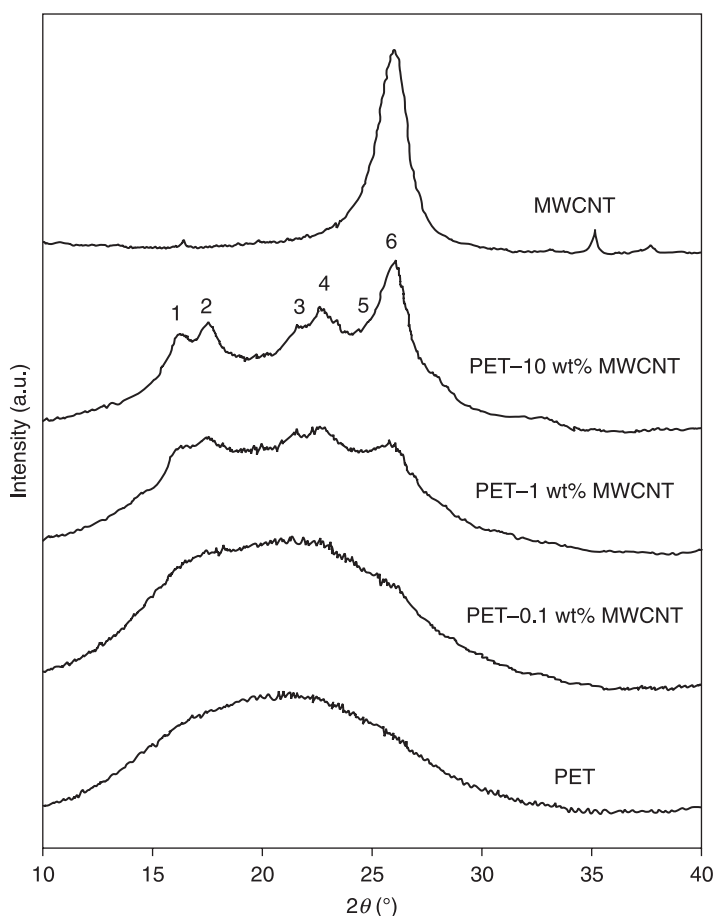 MWCNT
6
1 2 3 4 5
PET–10 wt% MWCNT
Intensity (a.u.)
PET–1 wt% MWCNT
PET–0.1 wt% MWCNT
PET
10 15 20 25 30 35 40
2θ (°)